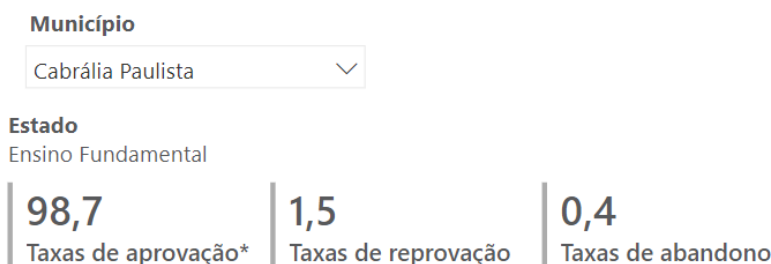 Município
Cabrália Paulista
Estado
Ensino Fundamental
98,7 1,5 0,4
Taxas de aprovação* Taxas de reprovação Taxas de abandono